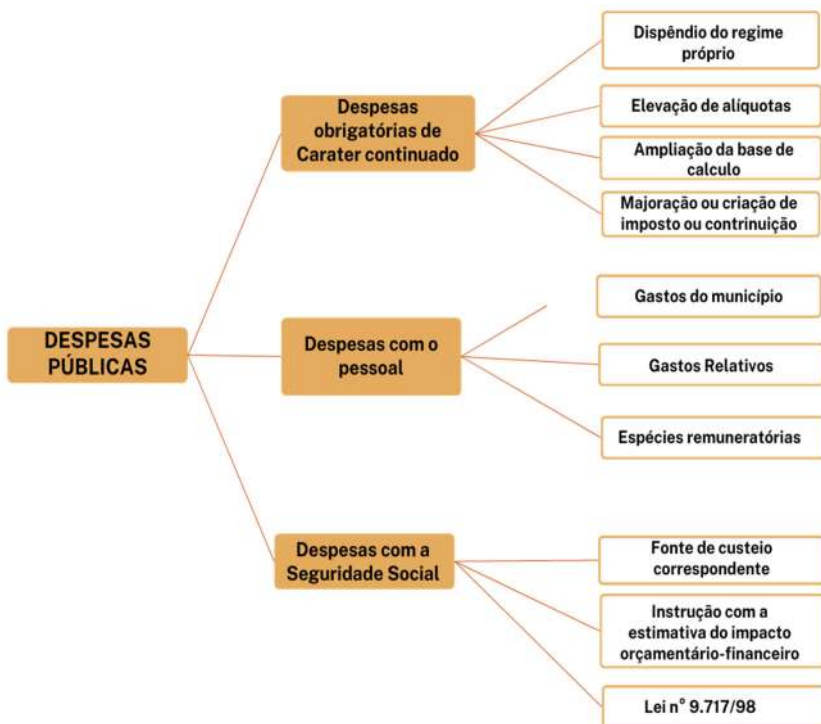 DESPESAS
PÚBLICAS
Despesas
obrigatórias de
Carater continuado
Dispêndio do regime
próprio
Elevação de alíquotas
Ampliação da base de
calculo
Majoração ou criação de
imposto ou contrinuição
Despesas com o
pessoal
Gastos do município
Gastos Relativos
Espécies remuneratórias
Despesas com a
Seguridade Social
Fonte de custeio
correspondente
Instrução com a
estimativa do impacto
orçamentário-financeiro
Lei n° 9.717/98